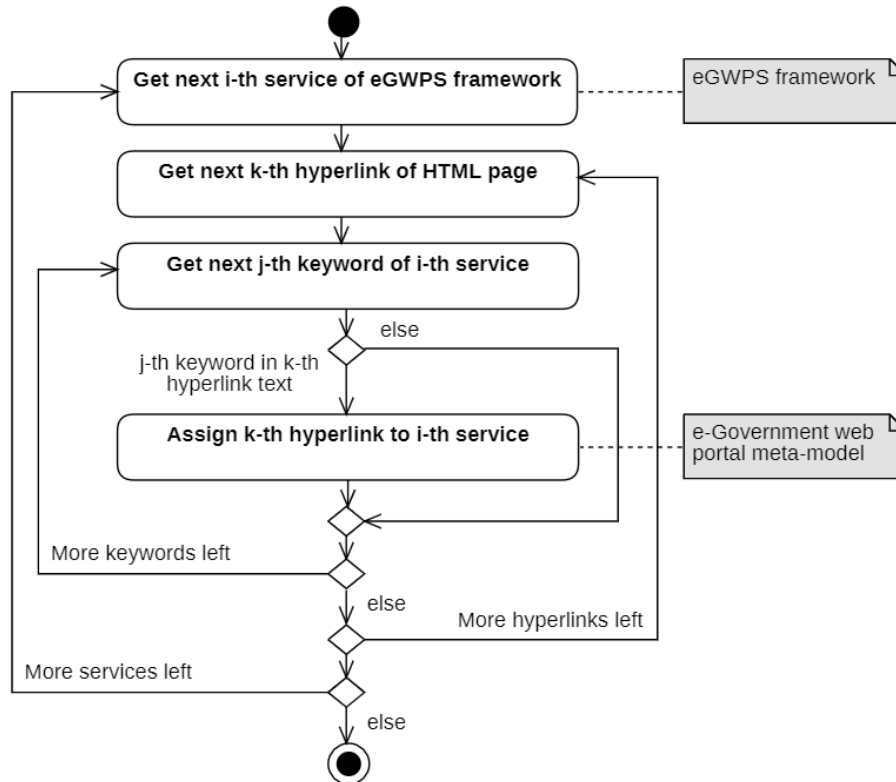 Get next i-th service of eGWPS framework
eGWPS framework
Get next k-th hyperlink of HTML page
Get next j-th keyword of i-th service
else
j-th keyword in k-th
hyperlink text
Assign k-th hyperlink to i-th service
e-Government web
portal meta-model
More keywords left
else
More hyperlinks left
More services left
else